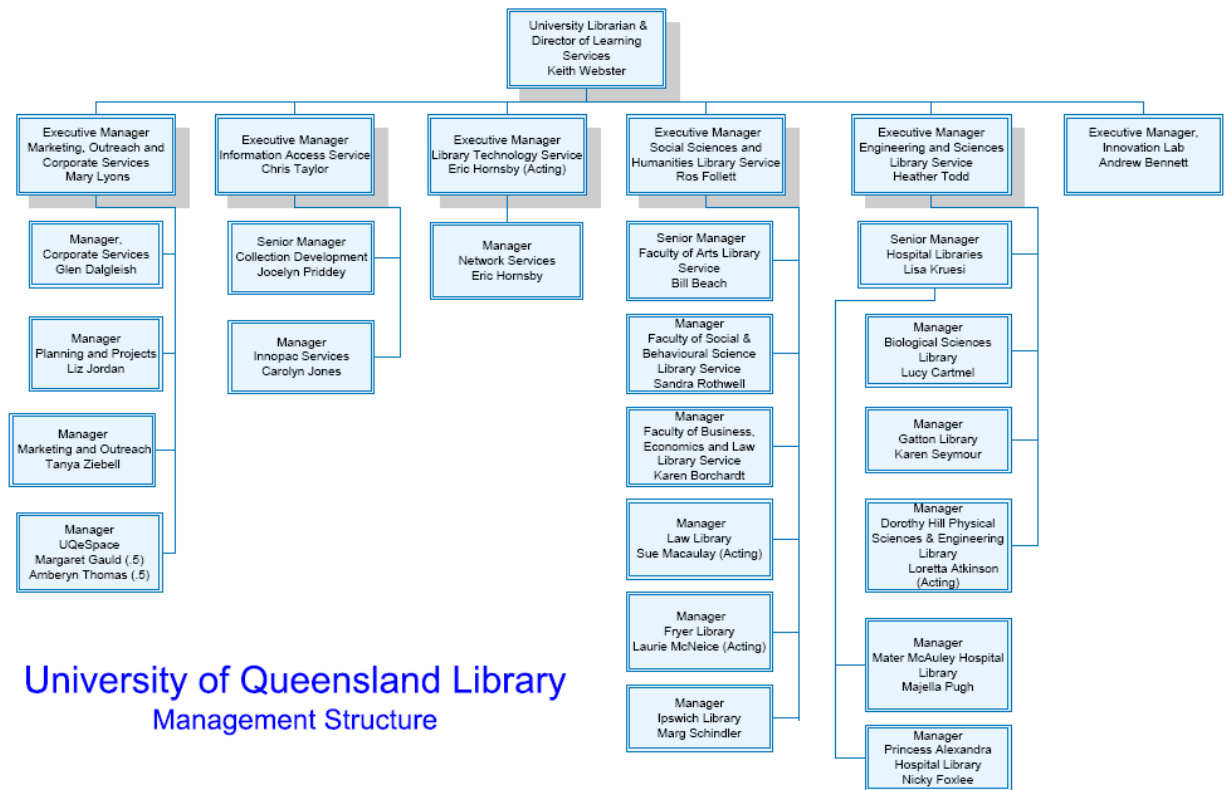 University Librarian &
Director of Learning
Services
Keith Webster
Executive Manager
Marketing, Outreach and
Corporate Services
Mary Lyons
Executive Manager
Information Access Service
Chris Taylor
Executive Manager
Library Technology Service
Eric Hornsby (Acting)
Executive Manager
Social Sciences and
Humanities Library Service
Ros Follett
Executive Manager
Engineering and Sciences
Library Service
Heather Todd
Executive Manager,
Innovation Lab
Andrew Bennett
Manager,
Corporate Services
Glen Dalgleish
Manager
Planning and Projects
Liz Jordan
Manager
Marketing and Outreach
Tanya Ziebell
Manager
UQeSpace
Margaret Gauld (.5)
Amberyn Thomas (.5)
Senior Manager
Collection Development
Jocelyn Priddey
Manager
Innopac Services
Carolyn Jones
Manager
Network Services
Eric Hornsby
Senior Manager
Faculty of Arts Library
Service
Bill Beach
Manager
Faculty of Social &
Behavioural Science
Library Service
Sandra Rothwell
Manager
Faculty of Business,
Economics and Law
Library Service
Karen Borchardt
Manager
Law Library
Sue Macaulay (Acting)
Manager
Fryer Library
Laurie McNeice (Acting)
Manager
Ipswich Library
Marg Schindler
Senior Manager
Hospital Libraries
Lisa Kruesi
Manager
Biological Sciences
Library
Lucy Cartmel
Manager
Gatton Library
Karen Seymour
Manager
Dorothy Hill Physical
Sciences & Engineering
Library
Loretta Atkinson
(Acting)
Manager
Mater McAuley Hospital
Library
Majella Pugh
Manager
Princess Alexandra
Hospital Library
Nicky Foxlee
University of Queensland Library
Management Structure